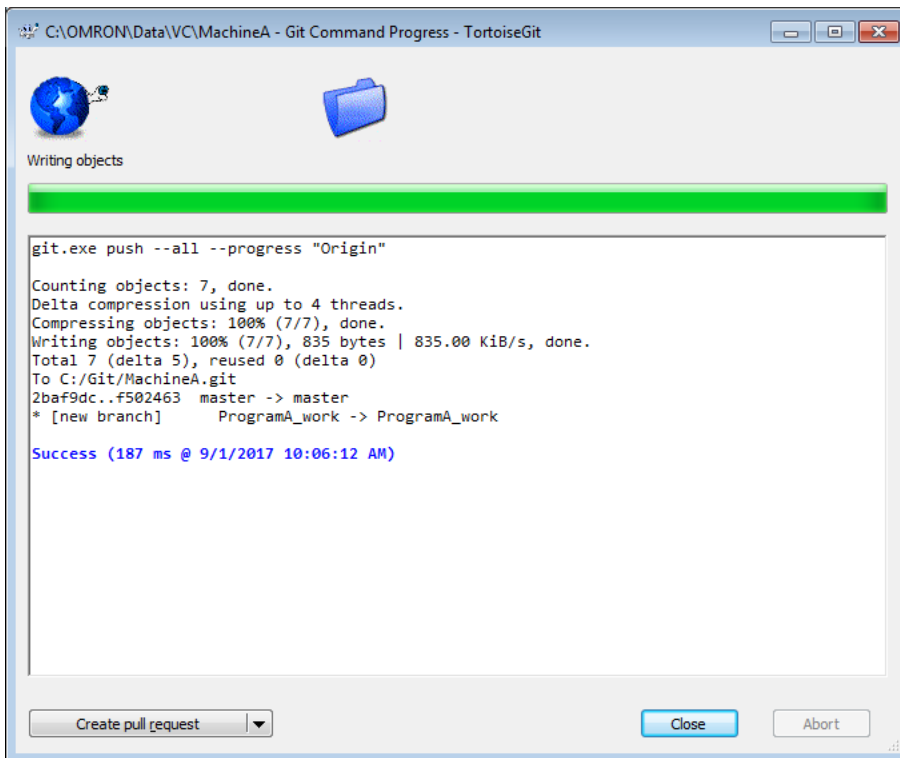 C:\OMRON\Data\VC\MachineA - Git Command Progress - TortoiseGit
Writing objects
git.exe push --all --progress "Origin"
Counting objects: 7, done.
Delta compression using up to 4 threads.
Compressing objects: 100% (7/7), done.
Writing objects: 100% (7/7), 835 bytes | 835.00 KiB/s, done.
Total 7 (delta 5), reused 0 (delta 0)
To C:/Git/MachineA.git
2baf9dc..f502463  master -> master
* [new branch]      ProgramA_work -> ProgramA_work
Success (187 ms @ 9/1/2017 10:06:12 AM)
Create pull request
Close
Abort